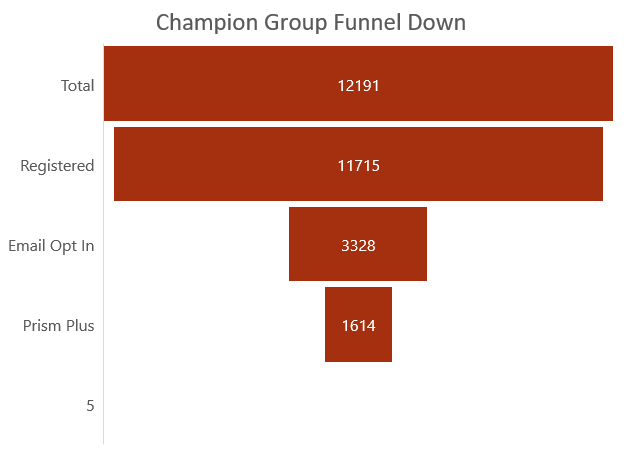 Champion Group Funnel Down
Total 12191
Registered 11715
Email Opt In 3328
Prism Plus 1614
5